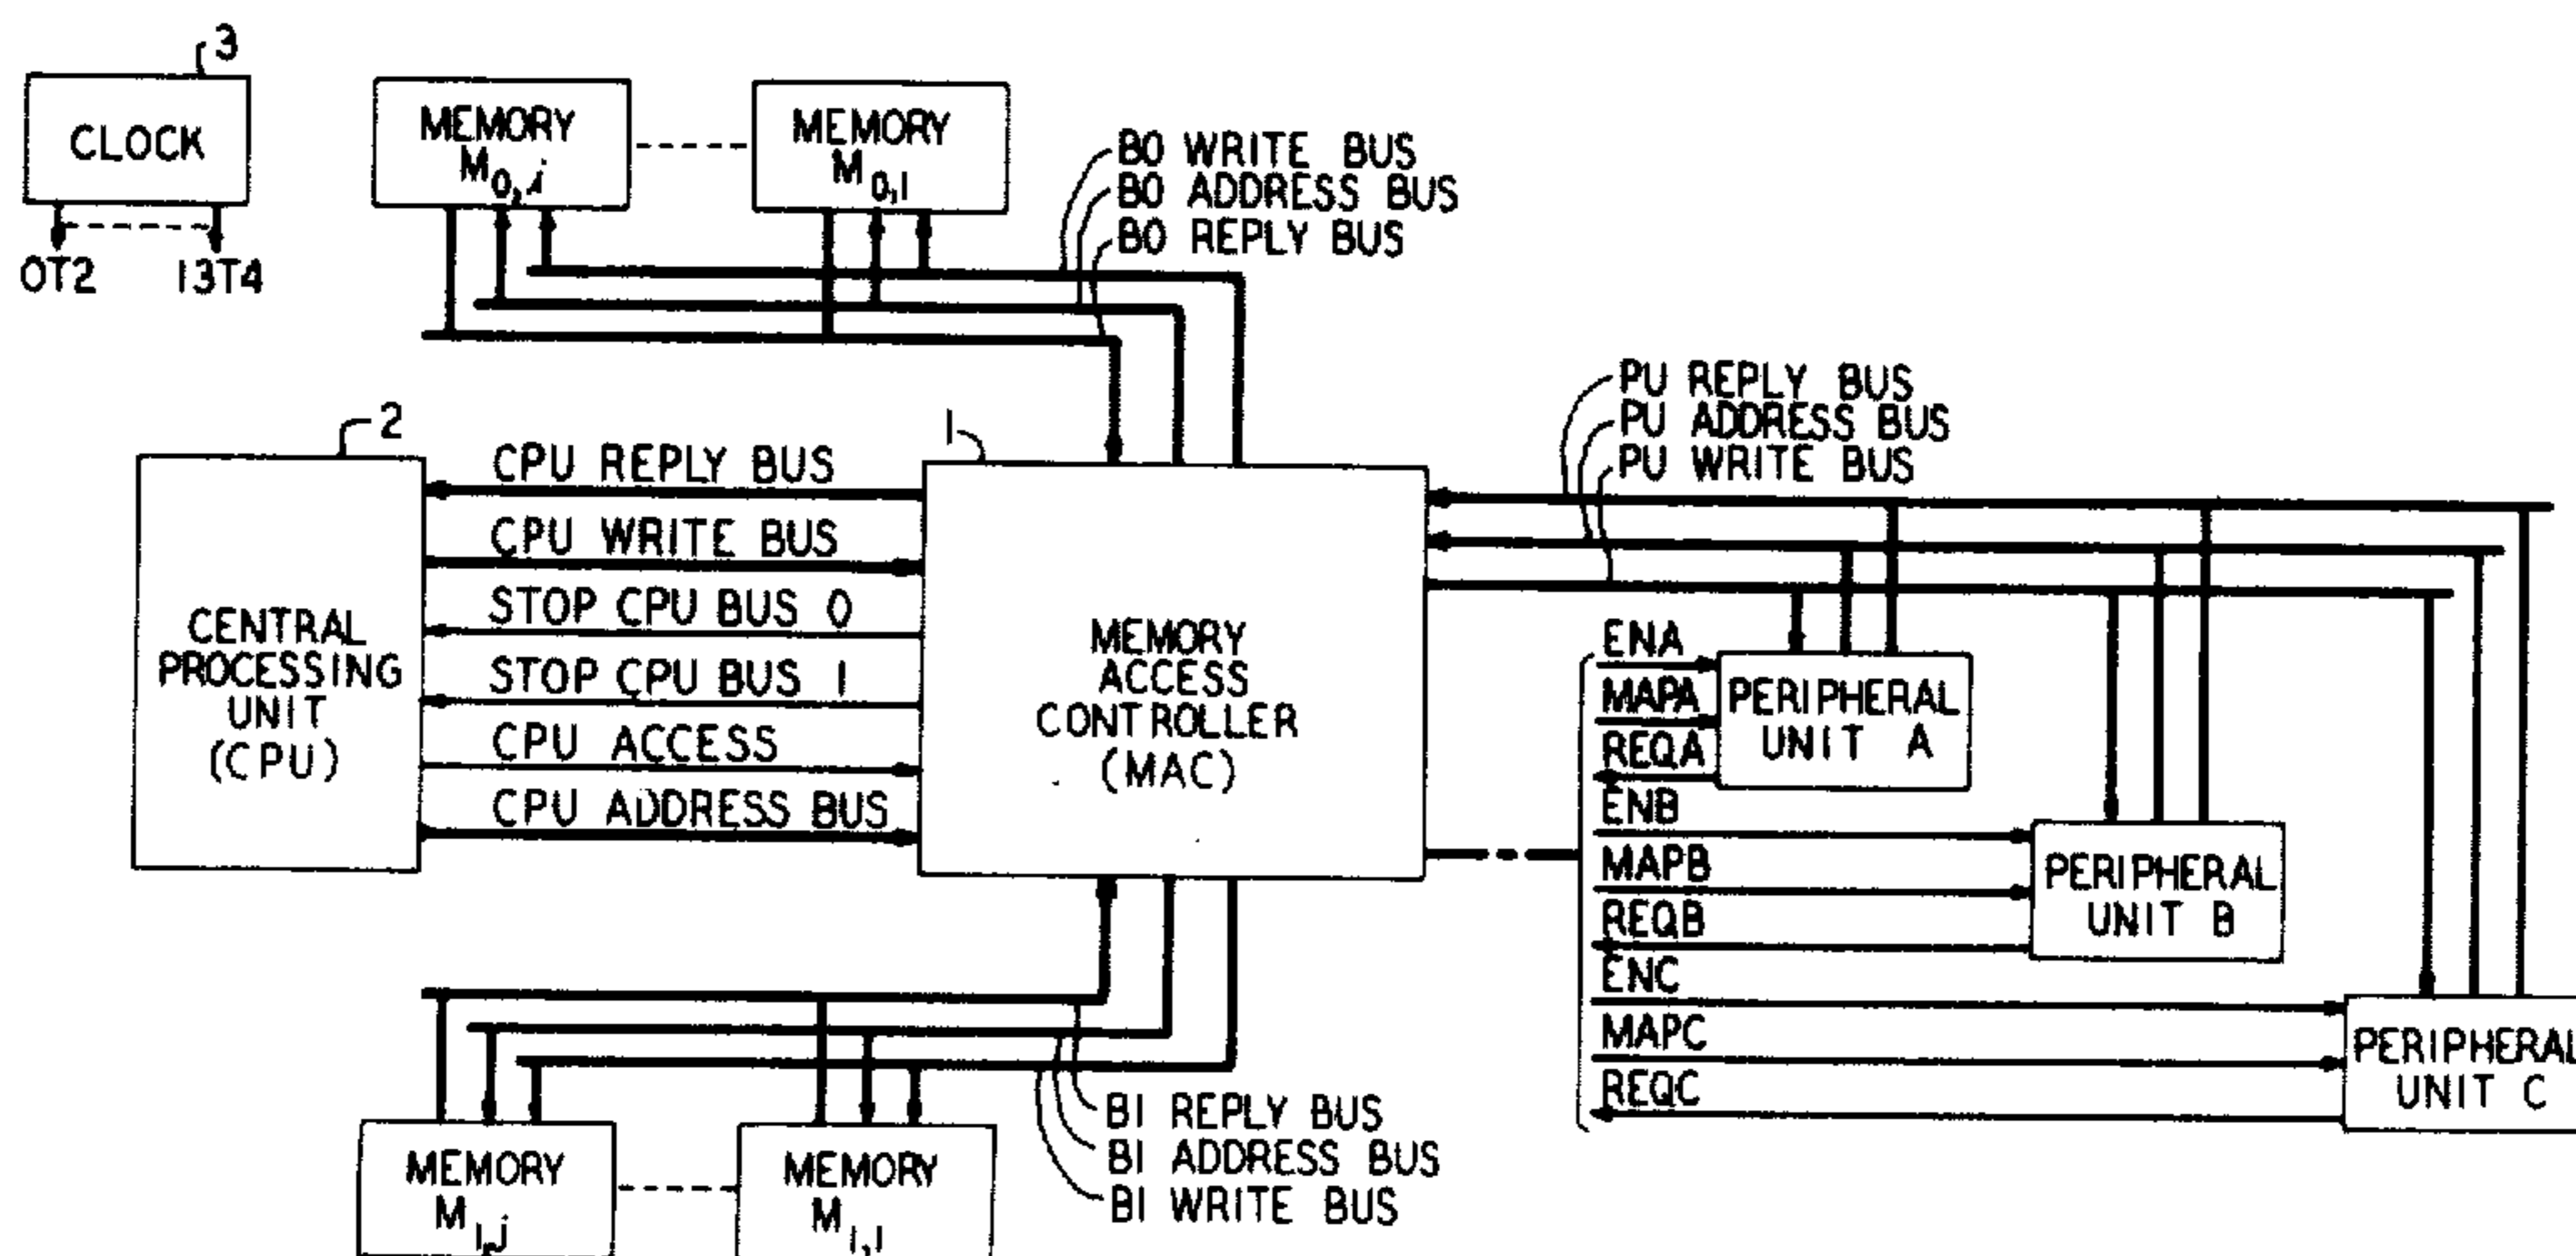 3
CLOCK
0T2 13T4
MEMORY
M0,i
MEMORY
M0,1
B0 WRITE BUS
B0 ADDRESS BUS
B0 REPLY BUS
2
CENTRAL
PROCESSING
UNIT
(CPU)
CPU REPLY BUS
CPU WRITE BUS
STOP CPU BUS 0
STOP CPU BUS 1
CPU ACCESS
CPU ADDRESS BUS
1
MEMORY
ACCESS
CONTROLLER
(MAC)
PU REPLY BUS
PU ADDRESS BUS
PU WRITE BUS
ENA
MAPA
REQA
PERIPHERAL
UNIT A
ENB
MAPB
REQB
PERIPHERAL
UNIT B
ENC
MAPC
REQC
PERIPHERAL
UNIT C
B1 REPLY BUS
B1 ADDRESS BUS
B1 WRITE BUS
MEMORY
M1,j
MEMORY
M1,1